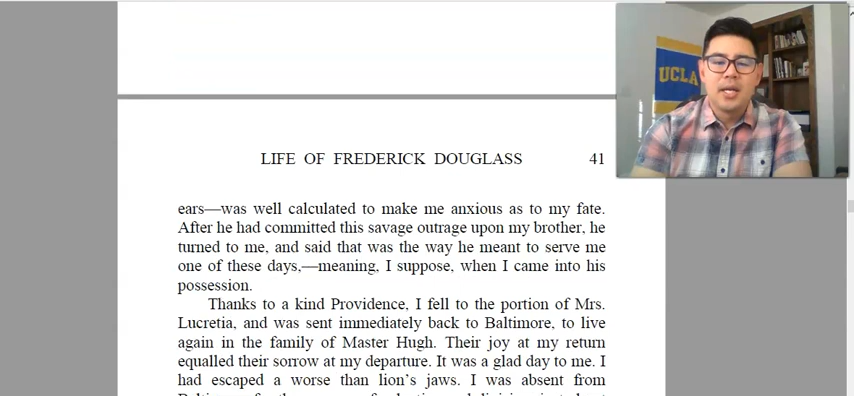 UCLA
LIFE OF FREDERICK DOUGLASS 41
ears—was well calculated to make me anxious as to my fate.
After he had committed this savage outrage upon my brother, he
turned to me, and said that was the way he meant to serve me
one of these days,—meaning, I suppose, when I came into his
possession.
Thanks to a kind Providence, I fell to the portion of Mrs.
Lucretia, and was sent immediately back to Baltimore, to live
again in the family of Master Hugh. Their joy at my return
equalled their sorrow at my departure. It was a glad day to me. I
had escaped a worse than lion’s jaws. I was absent from